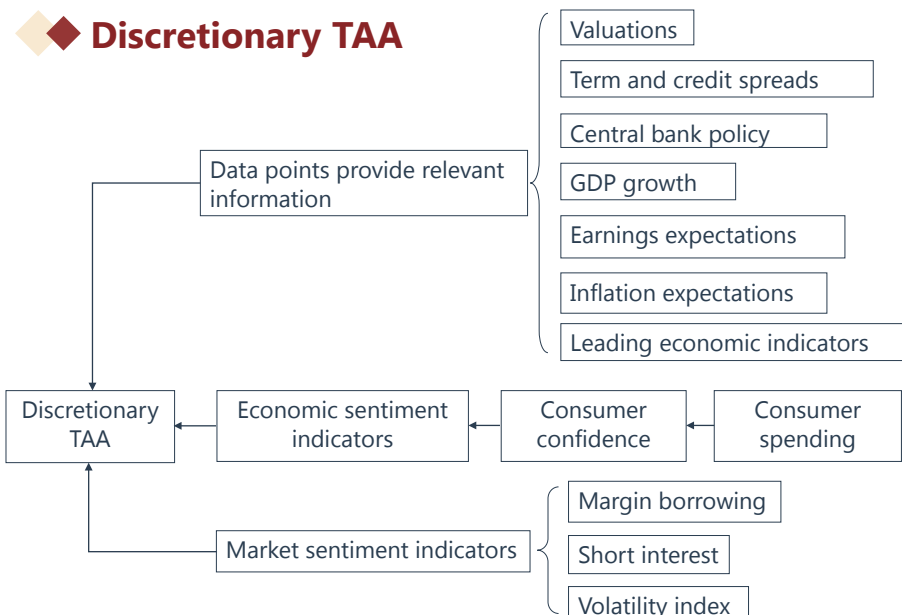 Discretionary TAA
Valuations
Term and credit spreads
Central bank policy
Data points provide relevant
information
GDP growth
Earnings expectations
Inflation expectations
Leading economic indicators
Discretionary
TAA
Economic sentiment
indicators
Consumer
confidence
Consumer
spending
Margin borrowing
Market sentiment indicators
Short interest
Volatility index